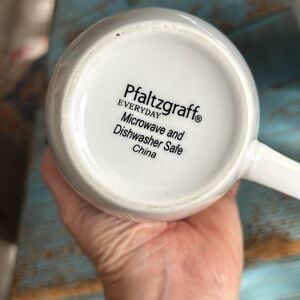 Pfaltzgraff®
EVERYDAY
Microwave and
Dishwasher Safe
China